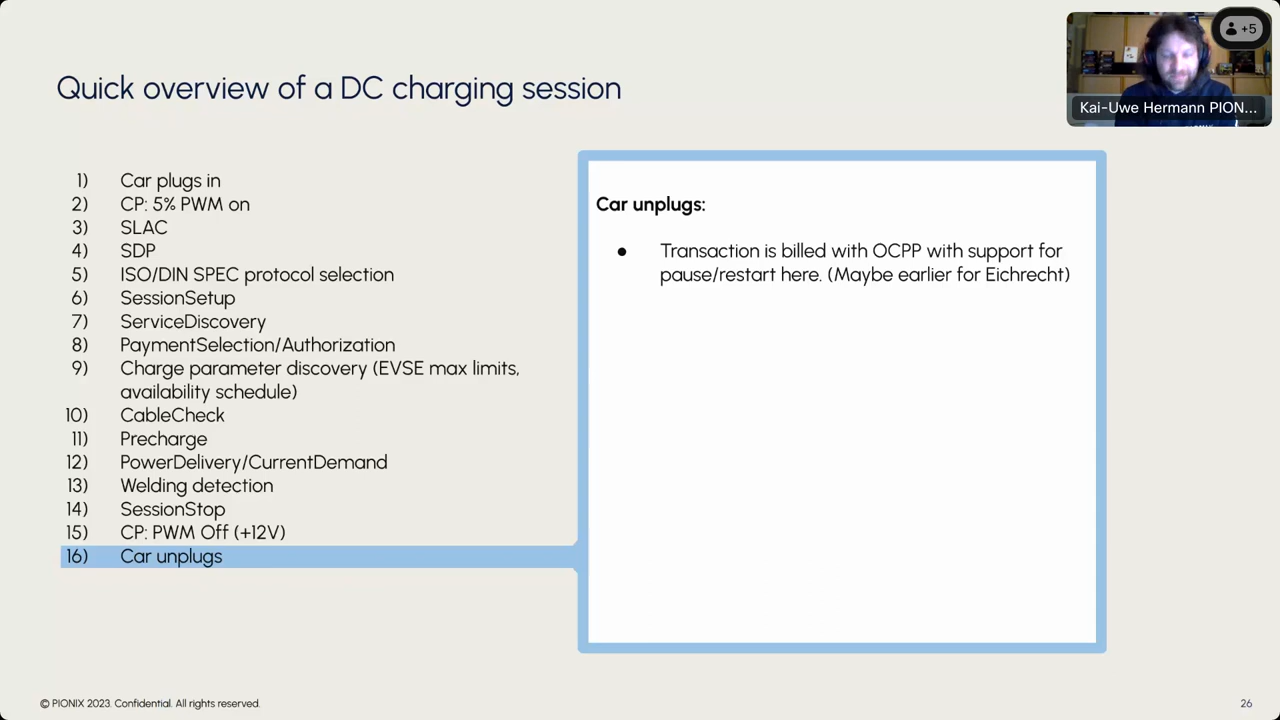 Quick overview of a DC charging session
+5
Kai-Uwe Hermann PION...
1) Car plugs in
2) CP: 5% PWM on
3) SLAC
4) SDP
5) ISO/DIN SPEC protocol selection
6) SessionSetup
7) ServiceDiscovery
8) PaymentSelection/Authorization
9) Charge parameter discovery (EVSE max limits,
availability schedule)
10) CableCheck
11) Precharge
12) PowerDelivery/CurrentDemand
13) Welding detection
14) SessionStop
15) CP: PWM Off (+12V)
16) Car unplugs
Car unplugs:
● Transaction is billed with OCPP with support for
pause/restart here. (Maybe earlier for Eichrecht)
© PIONIX 2023. Confidential. All rights reserved.
26